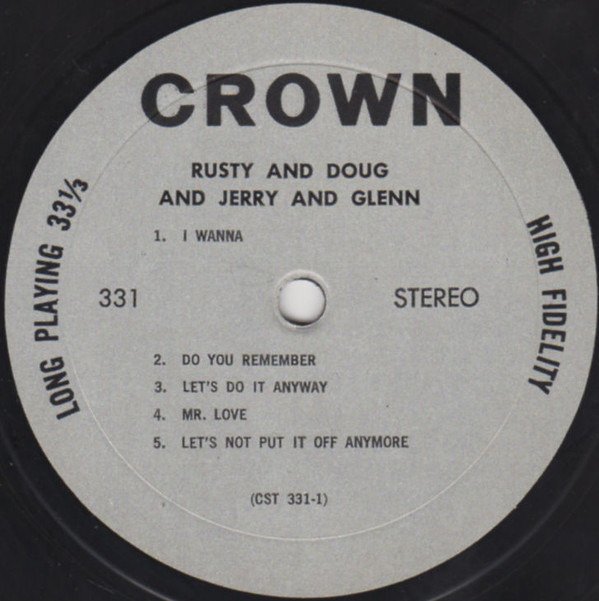 CROWN
RUSTY AND DOUG
AND JERRY AND GLENN
1. I WANNA
LONG PLAYING 33⅓
331
STEREO
HIGH FIDELITY
2. DO YOU REMEMBER
3. LET'S DO IT ANYWAY
4. MR. LOVE
5. LET'S NOT PUT IT OFF ANYMORE
(CST 331-1)